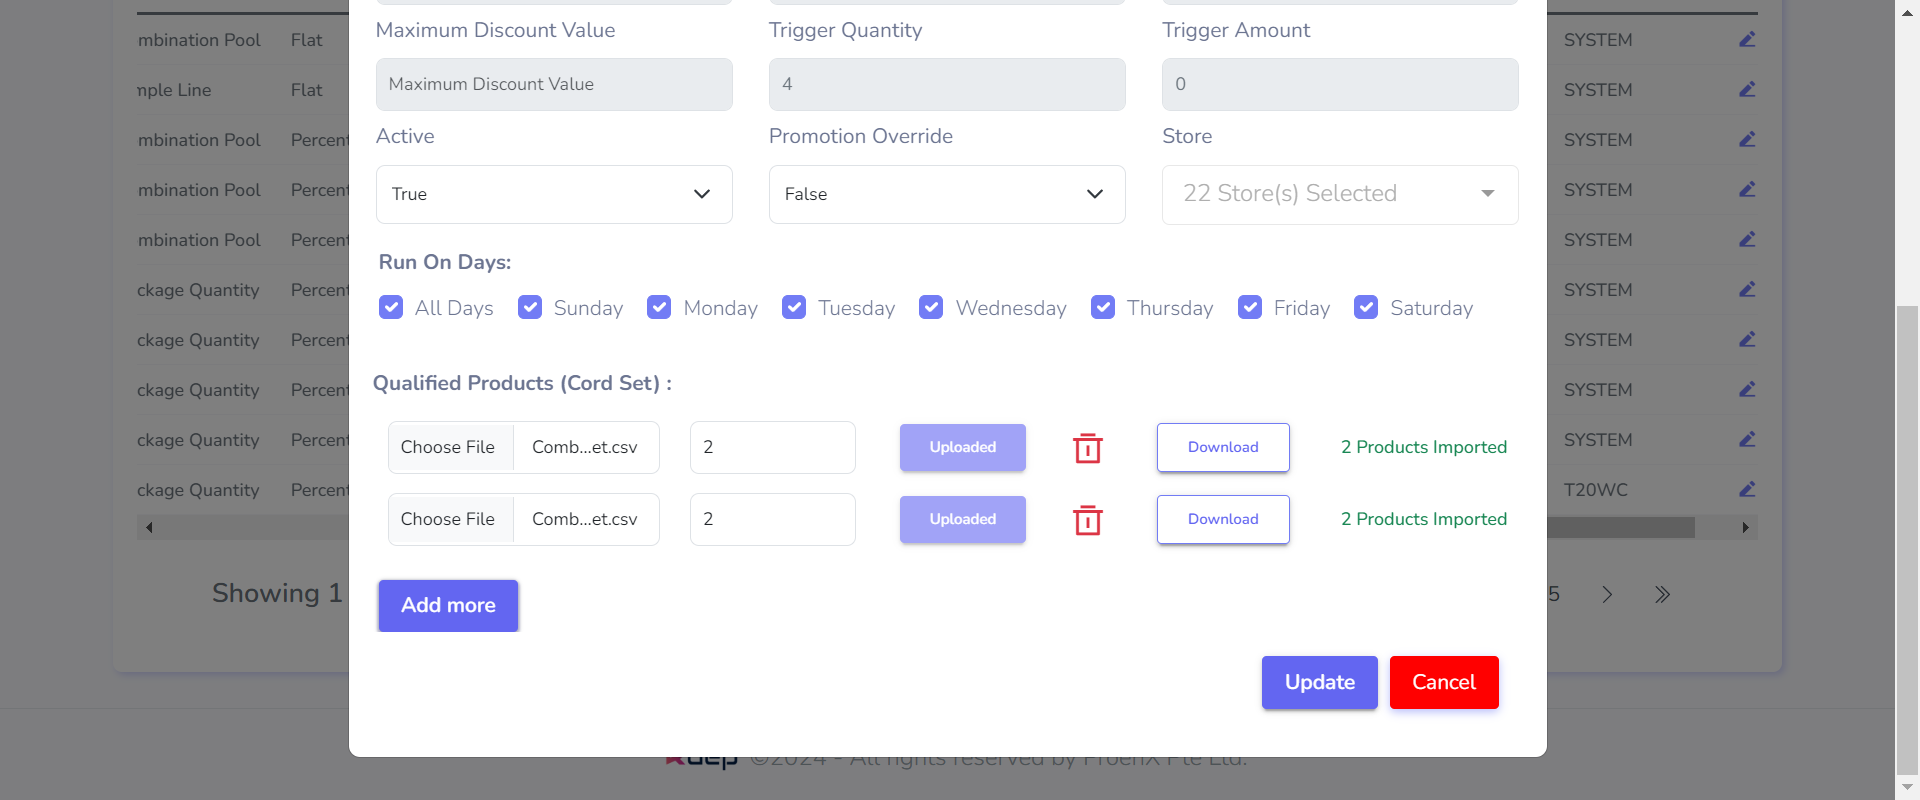 Maximum Discount Value Trigger Quantity Trigger Amount
mbination Pool Flat SYSTEM
Maximum Discount Value 4 0
mple Line Flat SYSTEM
Active Promotion Override Store
mbination Pool Percent SYSTEM
True False 22 Store(s) Selected
mbination Pool Percent SYSTEM
mbination Pool Percent SYSTEM
Run On Days:
ckage Quantity Percent SYSTEM
All Days Sunday Monday Tuesday Wednesday Thursday Friday Saturday
ckage Quantity Percent SYSTEM
Qualified Products (Cord Set) :
ckage Quantity Percent SYSTEM
ckage Quantity Percent SYSTEM
Choose File Comb...et.csv 2 Uploaded Download 2 Products Imported
ckage Quantity Percent T20WC
Choose File Comb...et.csv 2 Uploaded Download 2 Products Imported
Showing 1 5
Add more
Update Cancel
©2024 - All rights reserved by ProenX Pte Ltd.